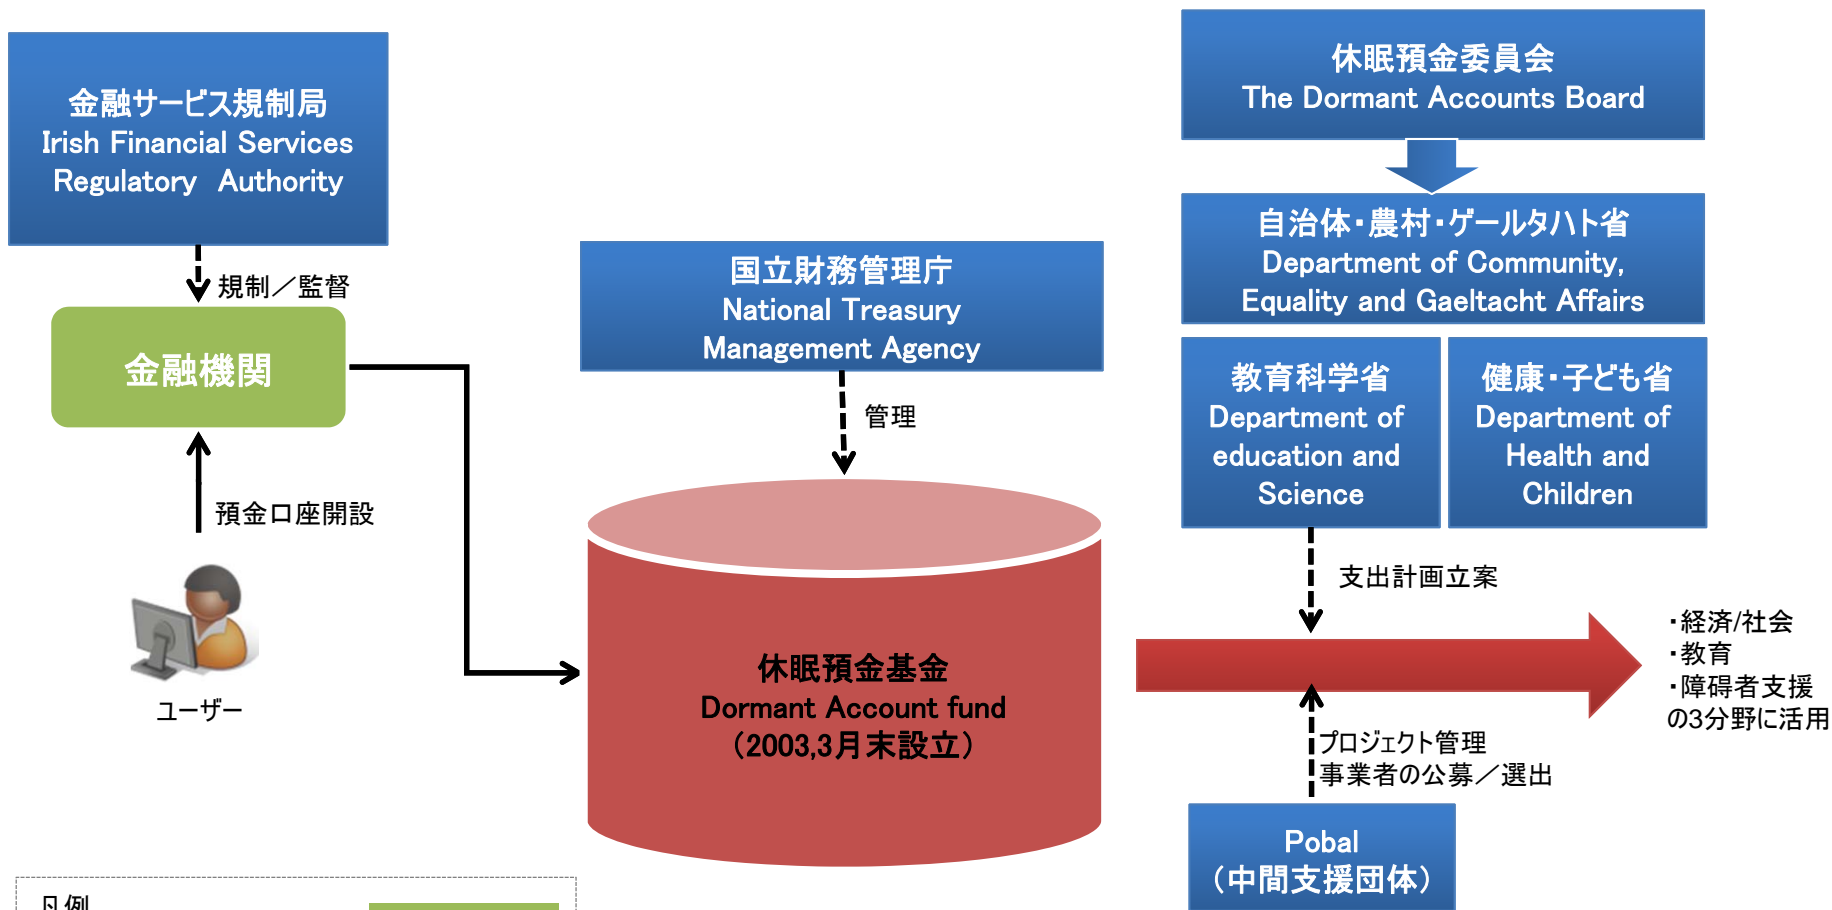 金融サービス規制局
Irish Financial Services
Regulatory Authority
規制／監督
金融機関
預金口座開設
ユーザー
国立財務管理庁
National Treasury
Management Agency
管理
休眠預金基金
Dormant Account fund
（2003,3月末設立）
休眠預金委員会
The Dormant Accounts Board
自治体・農村・ゲールタハト省
Department of Community,
Equality and Gaeltacht Affairs
教育科学省
Department of
education and
Science
健康・子ども省
Department of
Health and
Children
支出計画立案
・経済/社会
・教育
・障碍者支援
の3分野に活用
プロジェクト管理
事業者の公募／選出
Pobal
（中間支援団体）
凡例